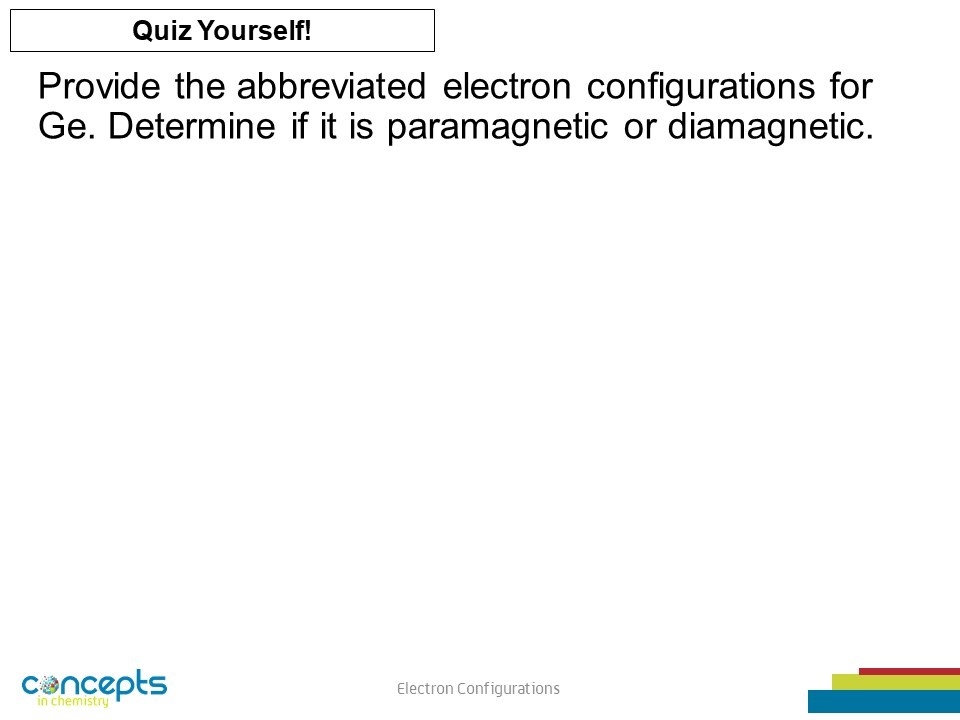 Quiz Yourself!
Provide the abbreviated electron configurations for
Ge. Determine if it is paramagnetic or diamagnetic.
concepts
in chemistry
Electron Configurations